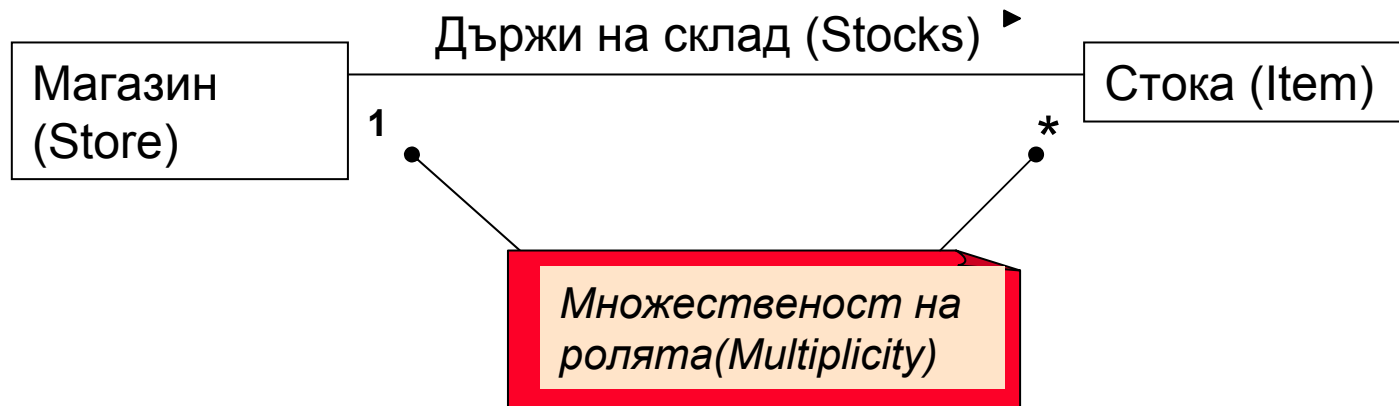 Държи на склад (Stocks)
Магазин
(Store)
Стока (Item)
1
*
Множественост на
ролята(Multiplicity)